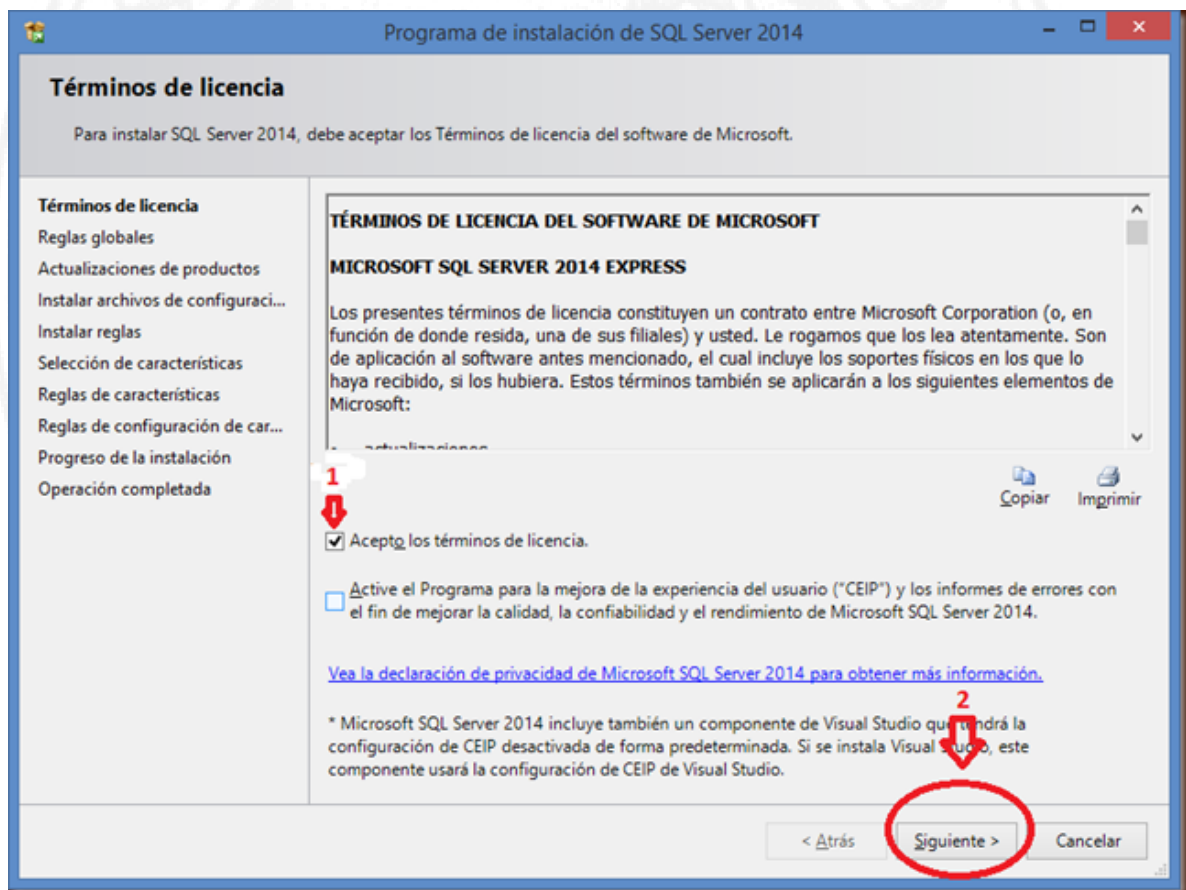 Programa de instalación de SQL Server 2014
Términos de licencia
Para instalar SQL Server 2014, debe aceptar los Términos de licencia del software de Microsoft.
Términos de licencia
Reglas globales
Actualizaciones de productos
Instalar archivos de configuraci...
Instalar reglas
Selección de características
Reglas de características
Reglas de configuración de car...
Progreso de la instalación
Operación completada
TÉRMINOS DE LICENCIA DEL SOFTWARE DE MICROSOFT
MICROSOFT SQL SERVER 2014 EXPRESS
Los presentes términos de licencia constituyen un contrato entre Microsoft Corporation (o, en
función de donde resida, una de sus filiales) y usted. Le rogamos que los lea atentamente. Son
de aplicación al software antes mencionado, el cual incluye los soportes físicos en los que lo
haya recibido, si los hubiera. Estos términos también se aplicarán a los siguientes elementos de
Microsoft:
• actualizaciones
Copiar
Imprimir
1
Acepto los términos de licencia.
Active el Programa para la mejora de la experiencia del usuario ("CEIP") y los informes de errores con
el fin de mejorar la calidad, la confiabilidad y el rendimiento de Microsoft SQL Server 2014.
Vea la declaración de privacidad de Microsoft SQL Server 2014 para obtener más información.
2
* Microsoft SQL Server 2014 incluye también un componente de Visual Studio que tendrá la
configuración de CEIP desactivada de forma predeterminada. Si se instala Visual Studio, este
componente usará la configuración de CEIP de Visual Studio.
< Atrás
Siguiente >
Cancelar